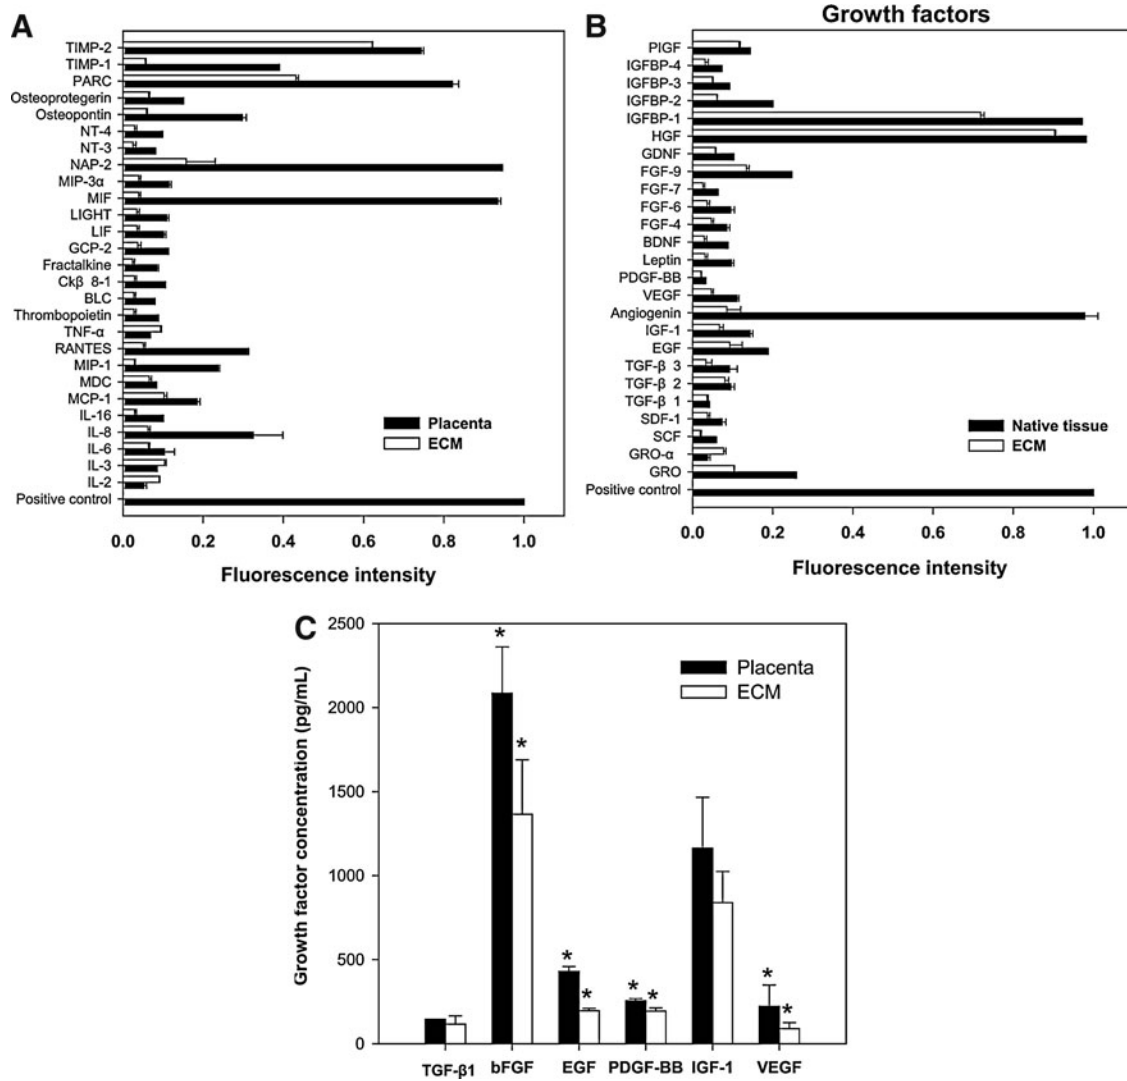 A
TIMP-2
TIMP-1
PARC
Osteoprotegerin
Osteopontin
NT-4
NT-3
NAP-2
MIP-3α
MIF
LIGHT
LIF
GCP-2
Fractalkine
Ckβ 8-1
BLC
Thrombopoietin
TNF-α
RANTES
MIP-1
MDC
MCP-1
IL-16
IL-8
IL-6
IL-3
IL-2
Positive control
Placenta
ECM
0.0 0.2 0.4 0.6 0.8 1.0
Fluorescence intensity
B
Growth factors
PlGF
IGFBP-4
IGFBP-3
IGFBP-2
IGFBP-1
HGF
GDNF
FGF-9
FGF-7
FGF-6
FGF-4
BDNF
Leptin
PDGF-BB
VEGF
Angiogenin
IGF-1
EGF
TGF-β 3
TGF-β 2
TGF-β 1
SDF-1
SCF
GRO-α
GRO
Positive control
Native tissue
ECM
0.0 0.2 0.4 0.6 0.8 1.0
Fluorescence intensity
C
Growth factor concentration (pg/mL)
2500
2000
1500
1000
500
0
* * * * * * * *
Placenta
ECM
TGF-β1 bFGF EGF PDGF-BB IGF-1 VEGF